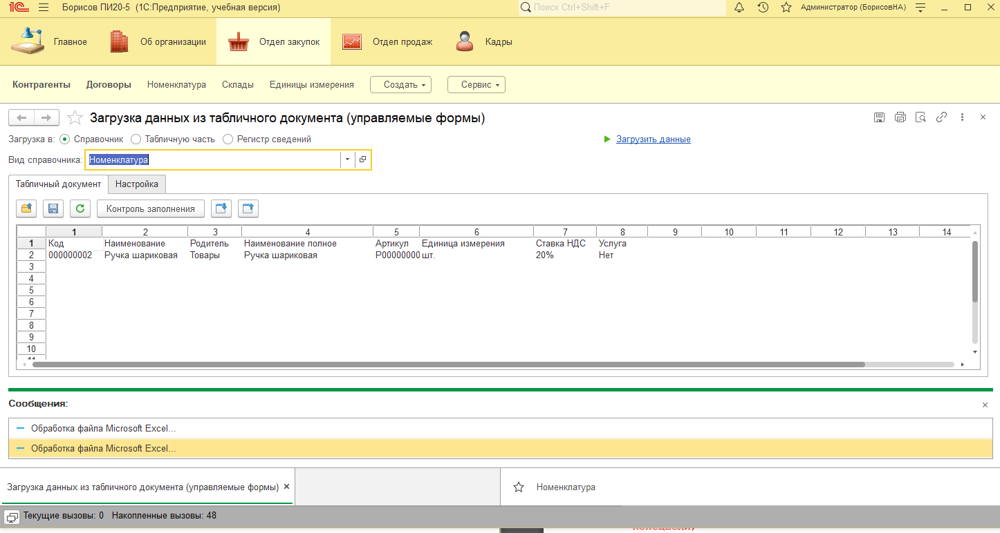 1С Борисов ПИ20-5 (1С:Предприятие, учебная версия) Поиск Ctrl+Shift+F Администратор (БорисовНА)
Главное Об организации Отдел закупок Отдел продаж Кадры
Контрагенты Договоры Номенклатура Склады Единицы измерения Создать Сервис
Загрузка данных из табличного документа (управляемые формы)
Загрузка в: Справочник Табличную часть Регистр сведений Загрузить данные
Вид справочника: Номенклатура
Табличный документ Настройка
Контроль заполнения
1 2 3 4 5 6 7 8 9 10 11 12 13 14
1 Код Наименование Родитель Наименование полное Артикул Единица измерения Ставка НДС Услуга
2 000000002 Ручка шариковая Товары Ручка шариковая Р00000000 шт. 20% Нет
3
4
5
6
7
8
9
10
11
Сообщения:
Обработка файла Microsoft Excel...
Обработка файла Microsoft Excel...
Загрузка данных из табличного документа (управляемые формы) Номенклатура
Текущие вызовы: 0 Накопленные вызовы: 48